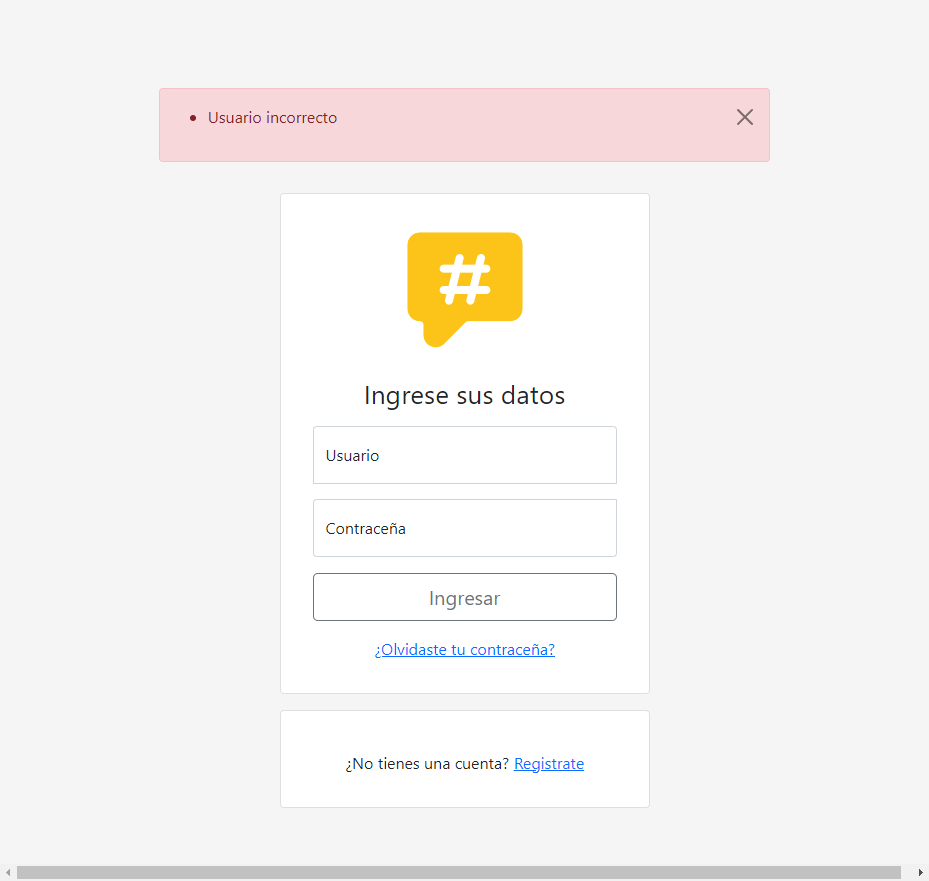 Usuario incorrecto
#
Ingrese sus datos
Usuario
Contraceña
Ingresar
¿Olvidaste tu contraceña?
¿No tienes una cuenta? Registrate